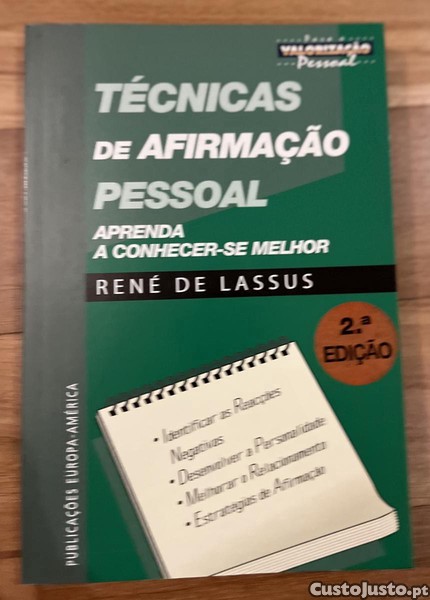 Para a
VALORIZAÇÃO
Pessoal
TÉCNICAS
DE AFIRMAÇÃO
PESSOAL
APRENDA
A CONHECER-SE MELHOR
RENÉ DE LASSUS
2.ª
EDIÇÃO
• Identificar as Reacções
Negativas
• Desenvolver a Personalidade
• Melhorar o Relacionamento
• Estratégias de Afirmação
PUBLICAÇÕES EUROPA-AMÉRICA
CustoJusto.pt